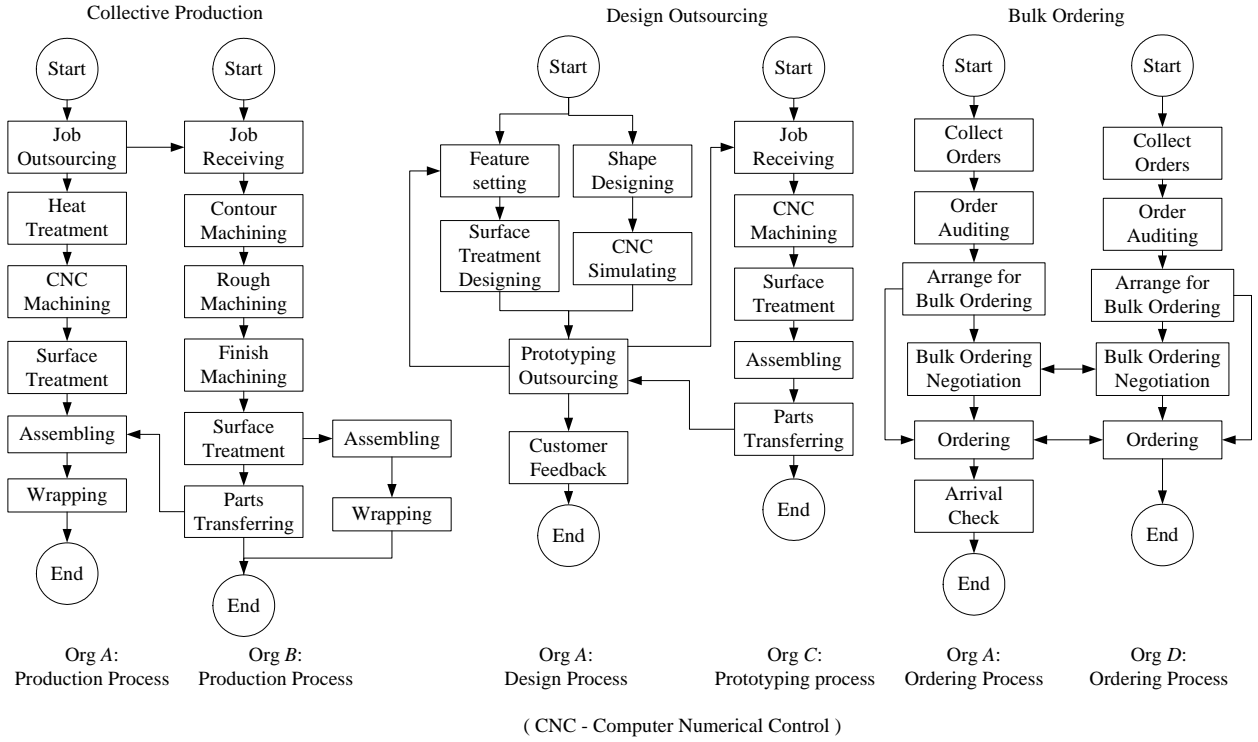 Collective Production
Start
Job
Outsourcing
Heat
Treatment
CNC
Machining
Surface
Treatment
Assembling
Wrapping
End
Org A:
Production Process
Start
Job
Receiving
Contour
Machining
Rough
Machining
Finish
Machining
Surface
Treatment
Parts
Transferring
Assembling
Wrapping
End
Org B:
Production Process
Design Outsourcing
Start
Feature
setting
Surface
Treatment
Designing
Shape
Designing
CNC
Simulating
Prototyping
Outsourcing
Customer
Feedback
End
Org A:
Design Process
Start
Job
Receiving
CNC
Machining
Surface
Treatment
Assembling
Parts
Transferring
End
Org C:
Prototyping process
Bulk Ordering
Start
Collect
Orders
Order
Auditing
Arrange for
Bulk Ordering
Bulk Ordering
Negotiation
Ordering
Arrival
Check
End
Org A:
Ordering Process
Start
Collect
Orders
Order
Auditing
Arrange for
Bulk Ordering
Bulk Ordering
Negotiation
Ordering
End
Org D:
Ordering Process
( CNC - Computer Numerical Control )